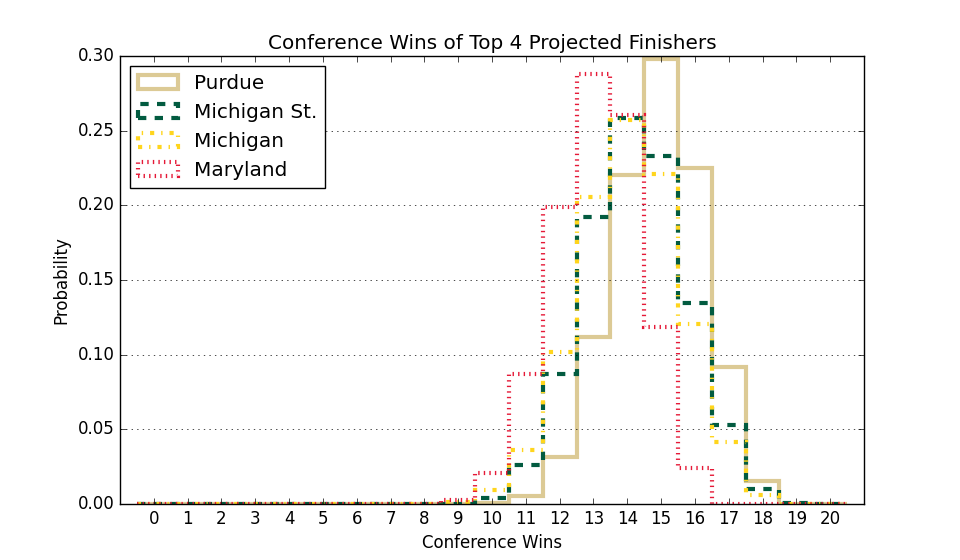 Conference Wins of Top 4 Projected Finishers
0.30
0.25
0.20
0.15
0.10
0.05
0.00
Probability
Purdue
Michigan St.
Michigan
Maryland
0 1 2 3 4 5 6 7 8 9 10 11 12 13 14 15 16 17 18 19 20
Conference Wins